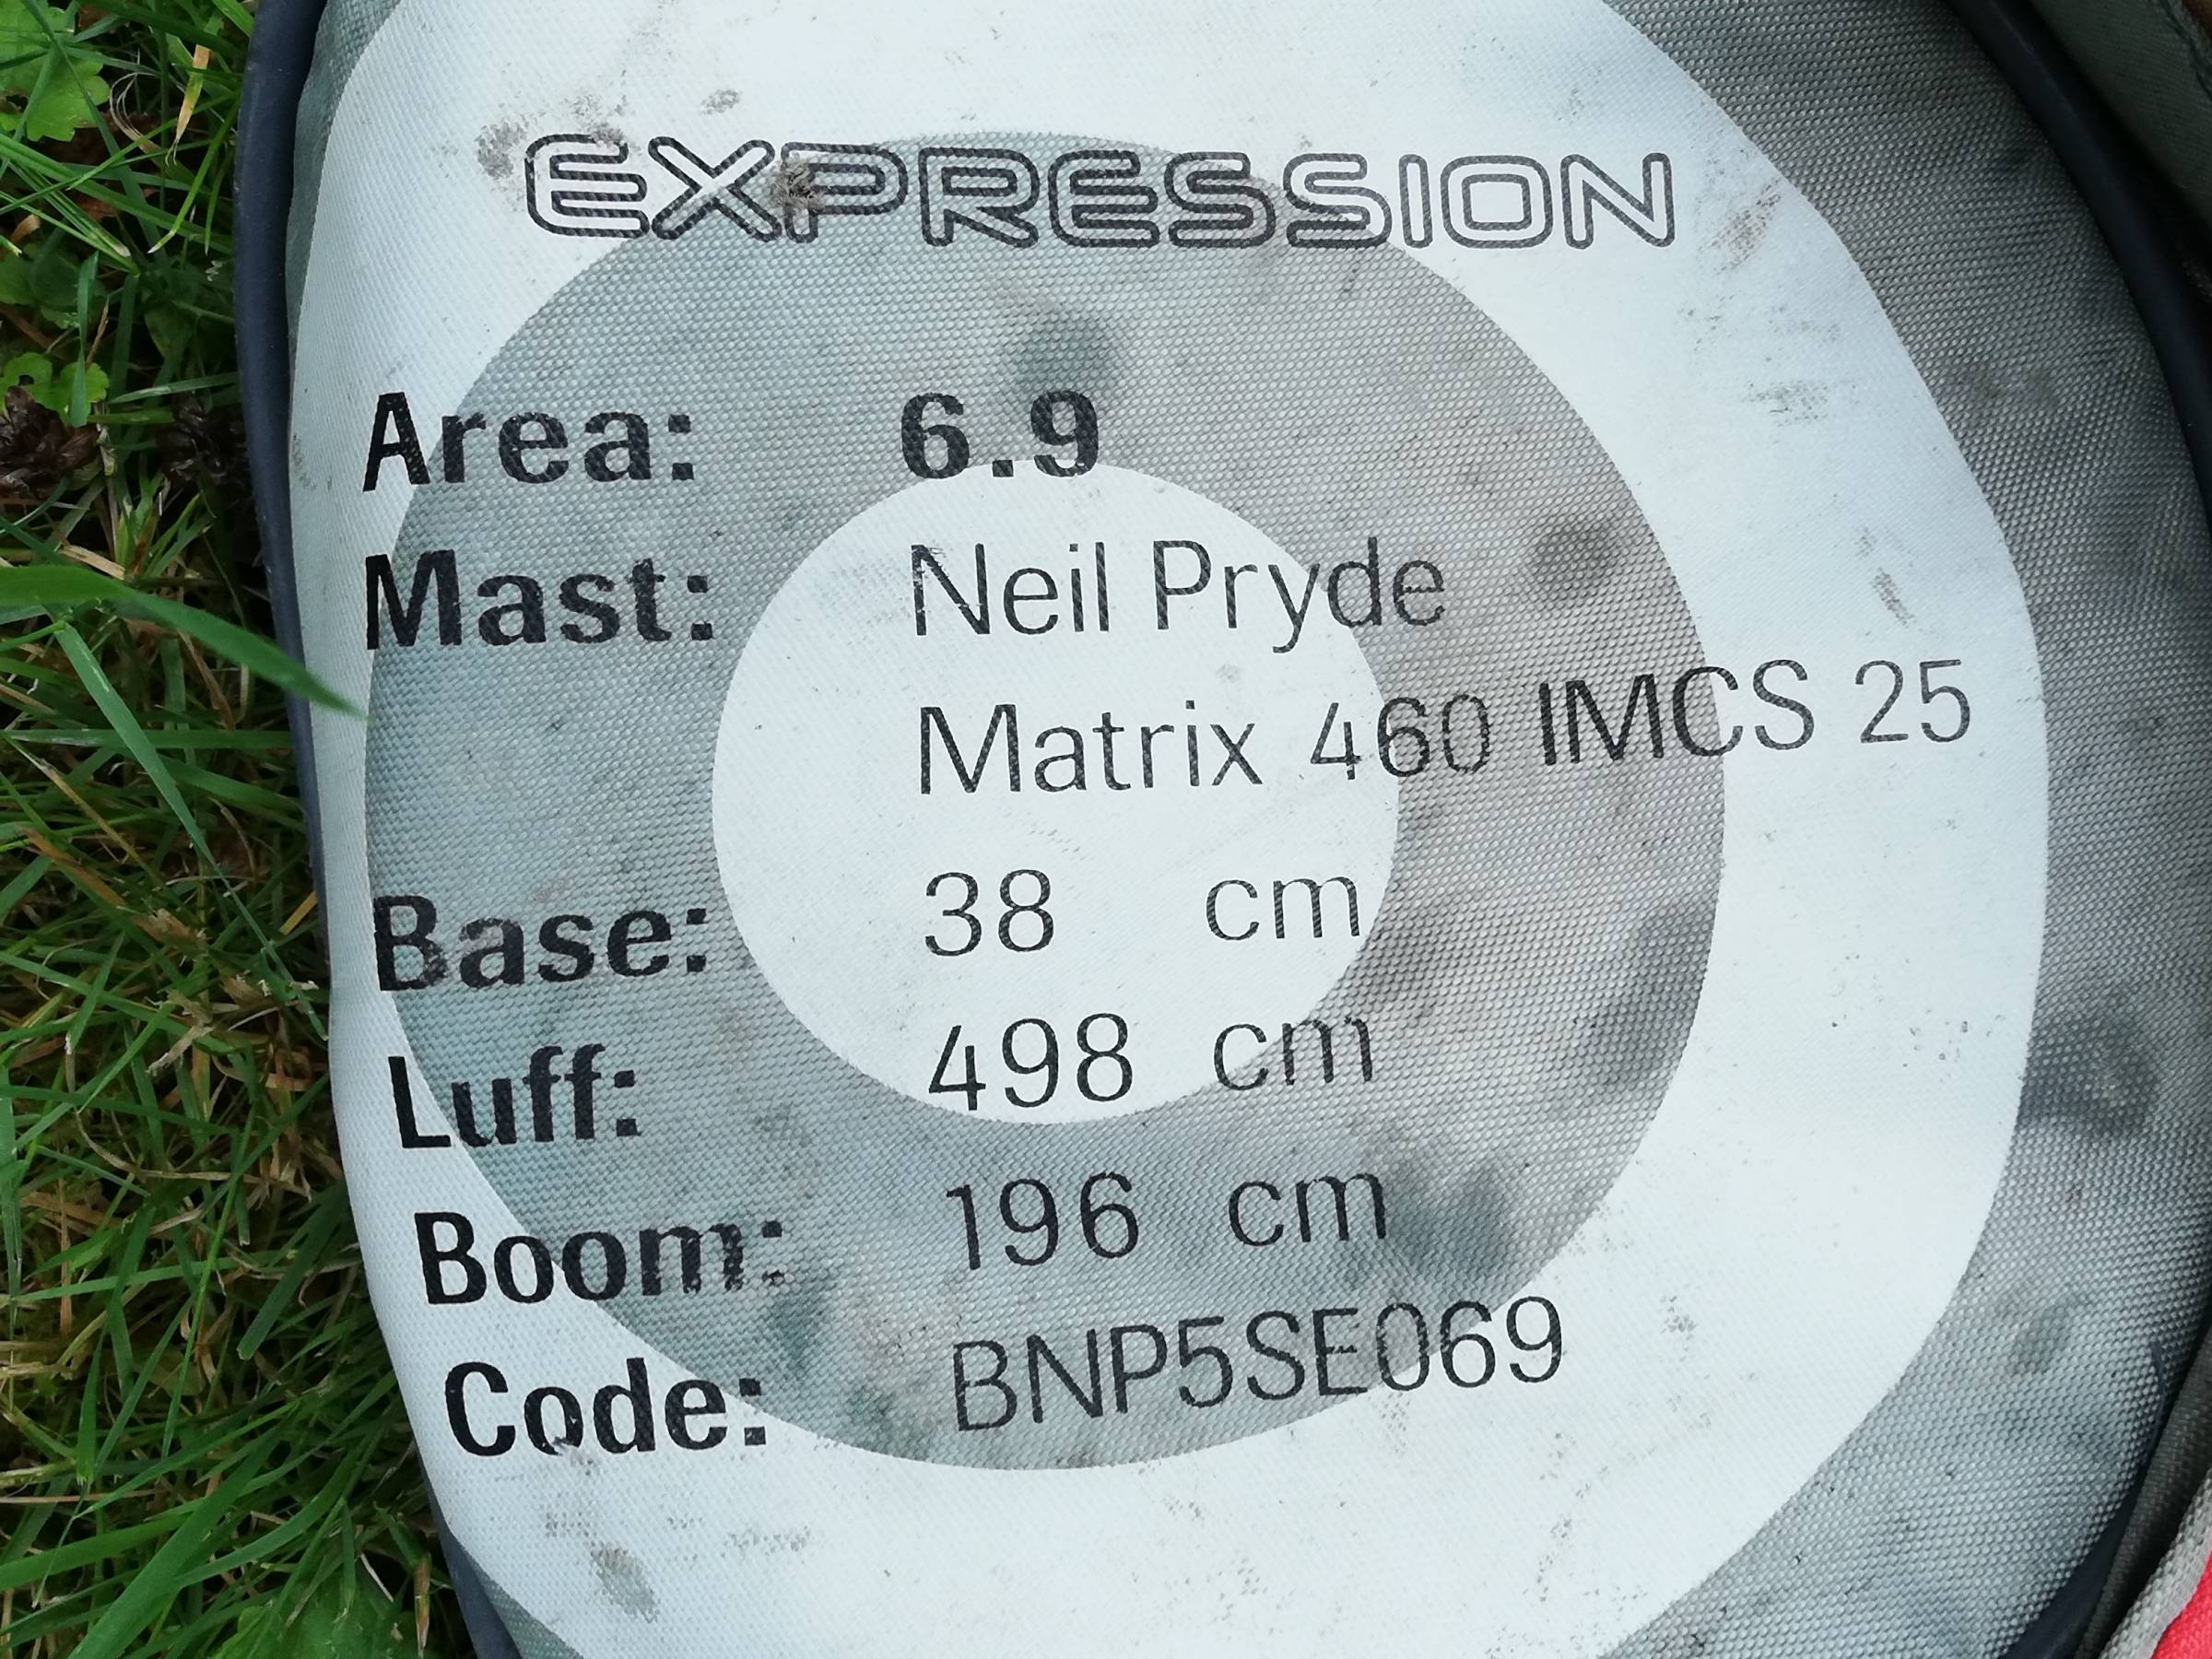 EXPRESSION
Area: 6.9
Mast: Neil Pryde
Matrix 460 IMCS 25
Base: 38 cm
Luff: 498 cm
Boom: 196 cm
Code: BNP5SE069